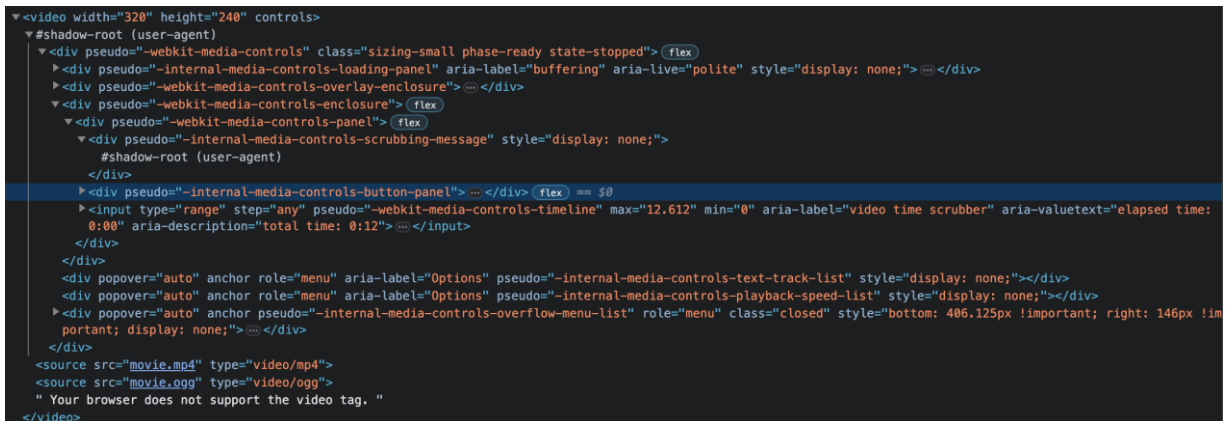 ▼<video width="320" height="240" controls>
▼#shadow-root (user-agent)
▼<div pseudo="-webkit-media-controls" class="sizing-small phase-ready state-stopped"> flex
▶<div pseudo="-internal-media-controls-loading-panel" aria-label="buffering" aria-live="polite" style="display: none;">…</div>
▶<div pseudo="-webkit-media-controls-overlay-enclosure">…</div>
▼<div pseudo="-webkit-media-controls-enclosure"> flex
▼<div pseudo="-webkit-media-controls-panel"> flex
▼<div pseudo="-internal-media-controls-scrubbing-message" style="display: none;">
#shadow-root (user-agent)
</div>
▶<div pseudo="-internal-media-controls-button-panel">…</div> flex == $0
▶<input type="range" step="any" pseudo="-webkit-media-controls-timeline" max="12.612" min="0" aria-label="video time scrubber" aria-valuetext="elapsed time:
0:00" aria-description="total time: 0:12">…</input>
</div>
</div>
<div popover="auto" anchor role="menu" aria-label="Options" pseudo="-internal-media-controls-text-track-list" style="display: none;"></div>
<div popover="auto" anchor role="menu" aria-label="Options" pseudo="-internal-media-controls-playback-speed-list" style="display: none;"></div>
▶<div popover="auto" anchor pseudo="-internal-media-controls-overflow-menu-list" role="menu" class="closed" style="bottom: 406.125px !important; right: 146px !im
portant; display: none;">…</div>
</div>
<source src="movie.mp4" type="video/mp4">
<source src="movie.ogg" type="video/ogg">
" Your browser does not support the video tag. "
</video>